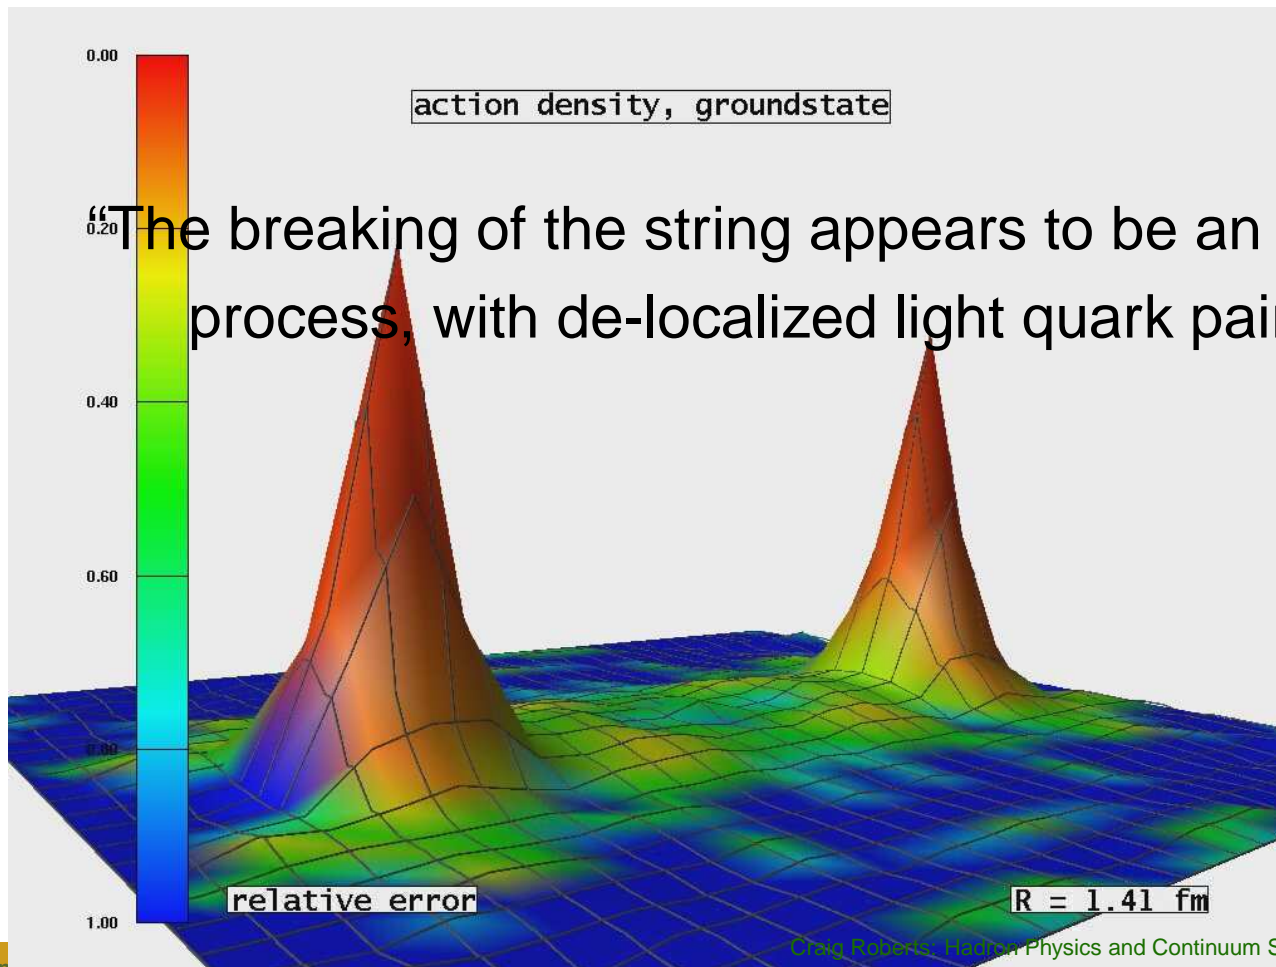 0.00
action density, groundstate
0.20
“The breaking of the string appears to be an
process, with de-localized light quark
0.40
0.60
0.80
relative error
R = 1.41 fm
1.00
Craig Roberts: Hadron Physics and Continuum